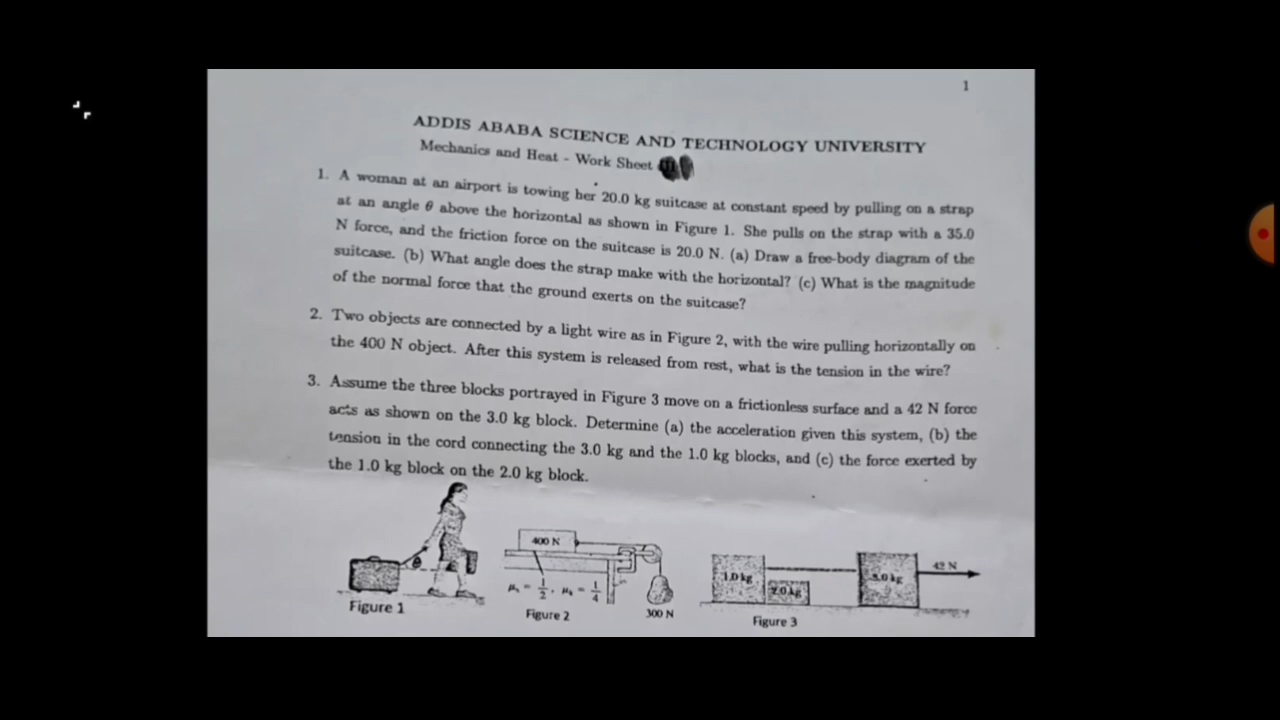 1
ADDIS ABABA SCIENCE AND TECHNOLOGY UNIVERSITY
Mechanics and Heat - Work Sheet
1. A woman at an airport is towing her 20.0 kg suitcase at constant speed by pulling on a strap
at an angle θ above the horizontal as shown in Figure 1. She pulls on the strap with a 35.0
N force, and the friction force on the suitcase is 20.0 N. (a) Draw a free-body diagram of the
suitcase. (b) What angle does the strap make with the horizontal? (c) What is the magnitude
of the normal force that the ground exerts on the suitcase?
2. Two objects are connected by a light wire as in Figure 2, with the wire pulling horizontally on
the 400 N object. After this system is released from rest, what is the tension in the wire?
3. Assume the three blocks portrayed in Figure 3 move on a frictionless surface and a 42 N force
acts as shown on the 3.0 kg block. Determine (a) the acceleration given this system, (b) the
tension in the cord connecting the 3.0 kg and the 1.0 kg blocks, and (c) the force exerted by
the 1.0 kg block on the 2.0 kg block.
θ
Figure 1
400 N
μs = 1/2, μk = 1/4
300 N
Figure 2
1.0 kg
2.0 kg
3.0 kg
42 N
Figure 3